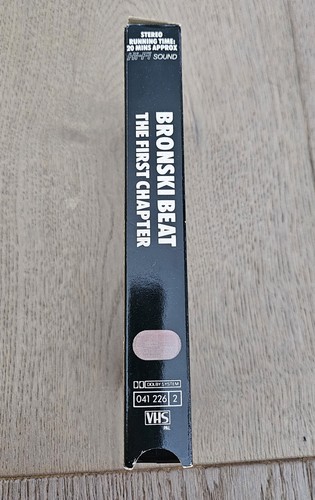 STEREO
RUNNING TIME:
20 MINS APPROX
Hi-Fi SOUND
BRONSKI BEAT
THE FIRST CHAPTER
DOLBY SYSTEM
041 226 2
VHS
PAL